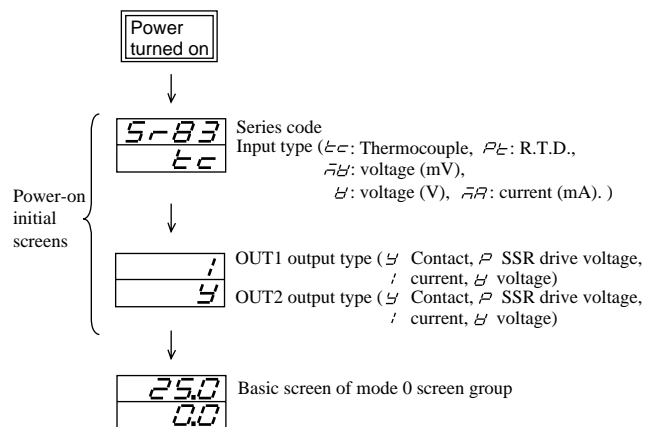 Power
turned on
Sr83
tc
Series code
Input type (tc: Thermocouple, Pt: R.T.D.,
mV: voltage (mV),
V: voltage (V), mA: current (mA). )
Power-on
initial
screens
I
Y
OUT1 output type ( Y Contact, P SSR drive voltage,
I current, V voltage)
OUT2 output type ( Y Contact, P SSR drive voltage,
I current, V voltage)
25.0
0.0
Basic screen of mode 0 screen group